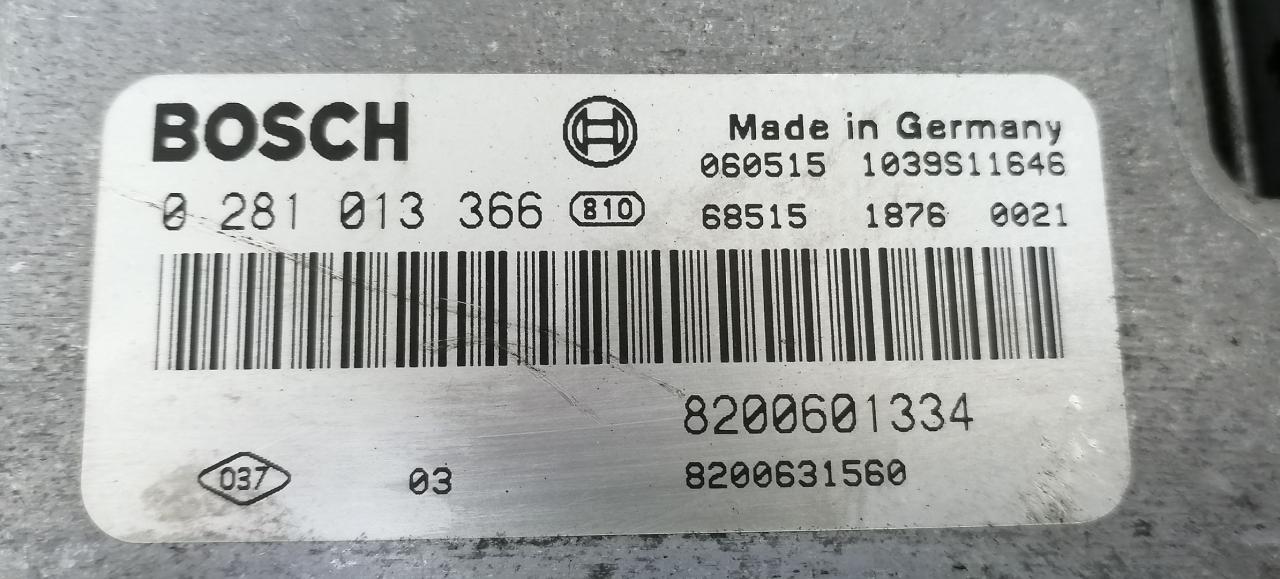 BOSCH
Made in Germany
060515 1039S11646
0 281 013 366 810
68515 1876 0021
8200601334
037 03
8200631560